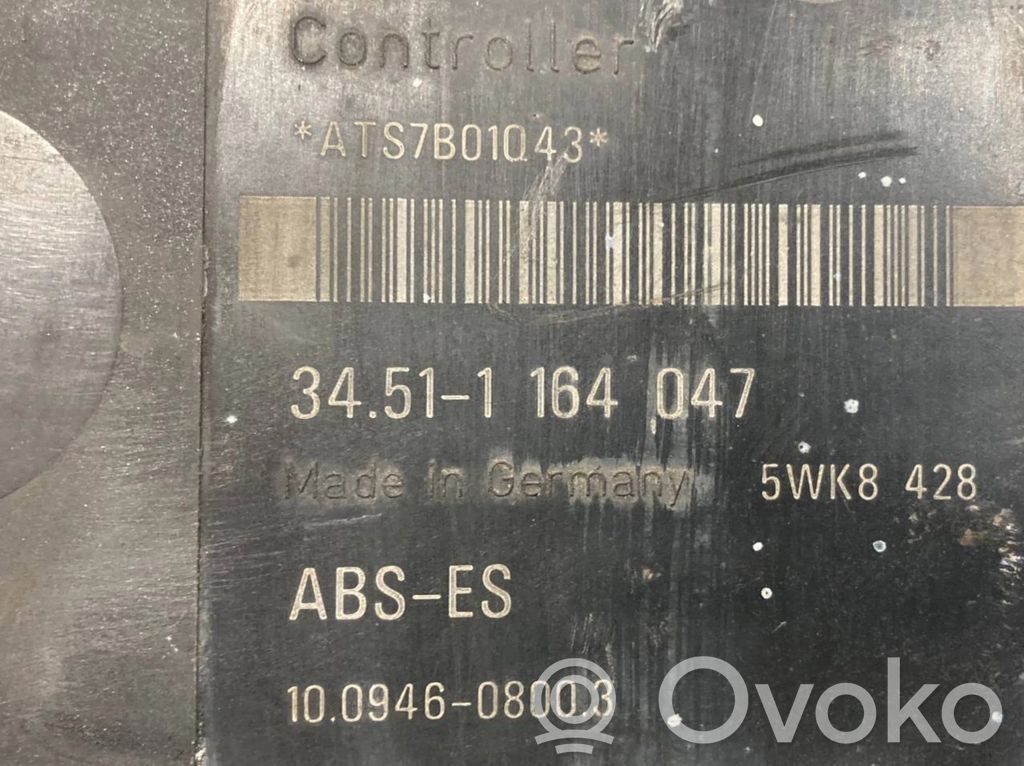 Controller
*ATS7B01Q43*
34.51-1 164 047
Made in Germany
5WK8 428
ABS-ES
10.0946-0800.3
Ovoko